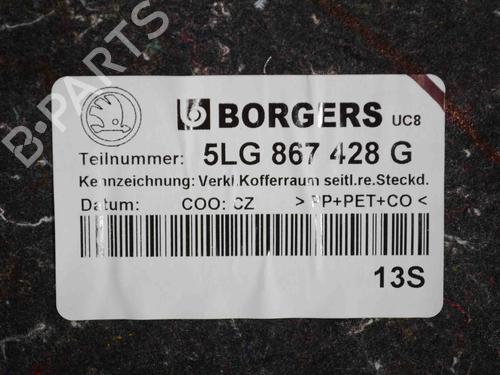 B-PARTS
BORGERS UC8
Teilnummer: 5LG 867 428 G
Kennzeichnung: Verkl.Kofferraum seitl.re.Steckd.
Datum: COO: CZ > PP+PET+CO <
13S